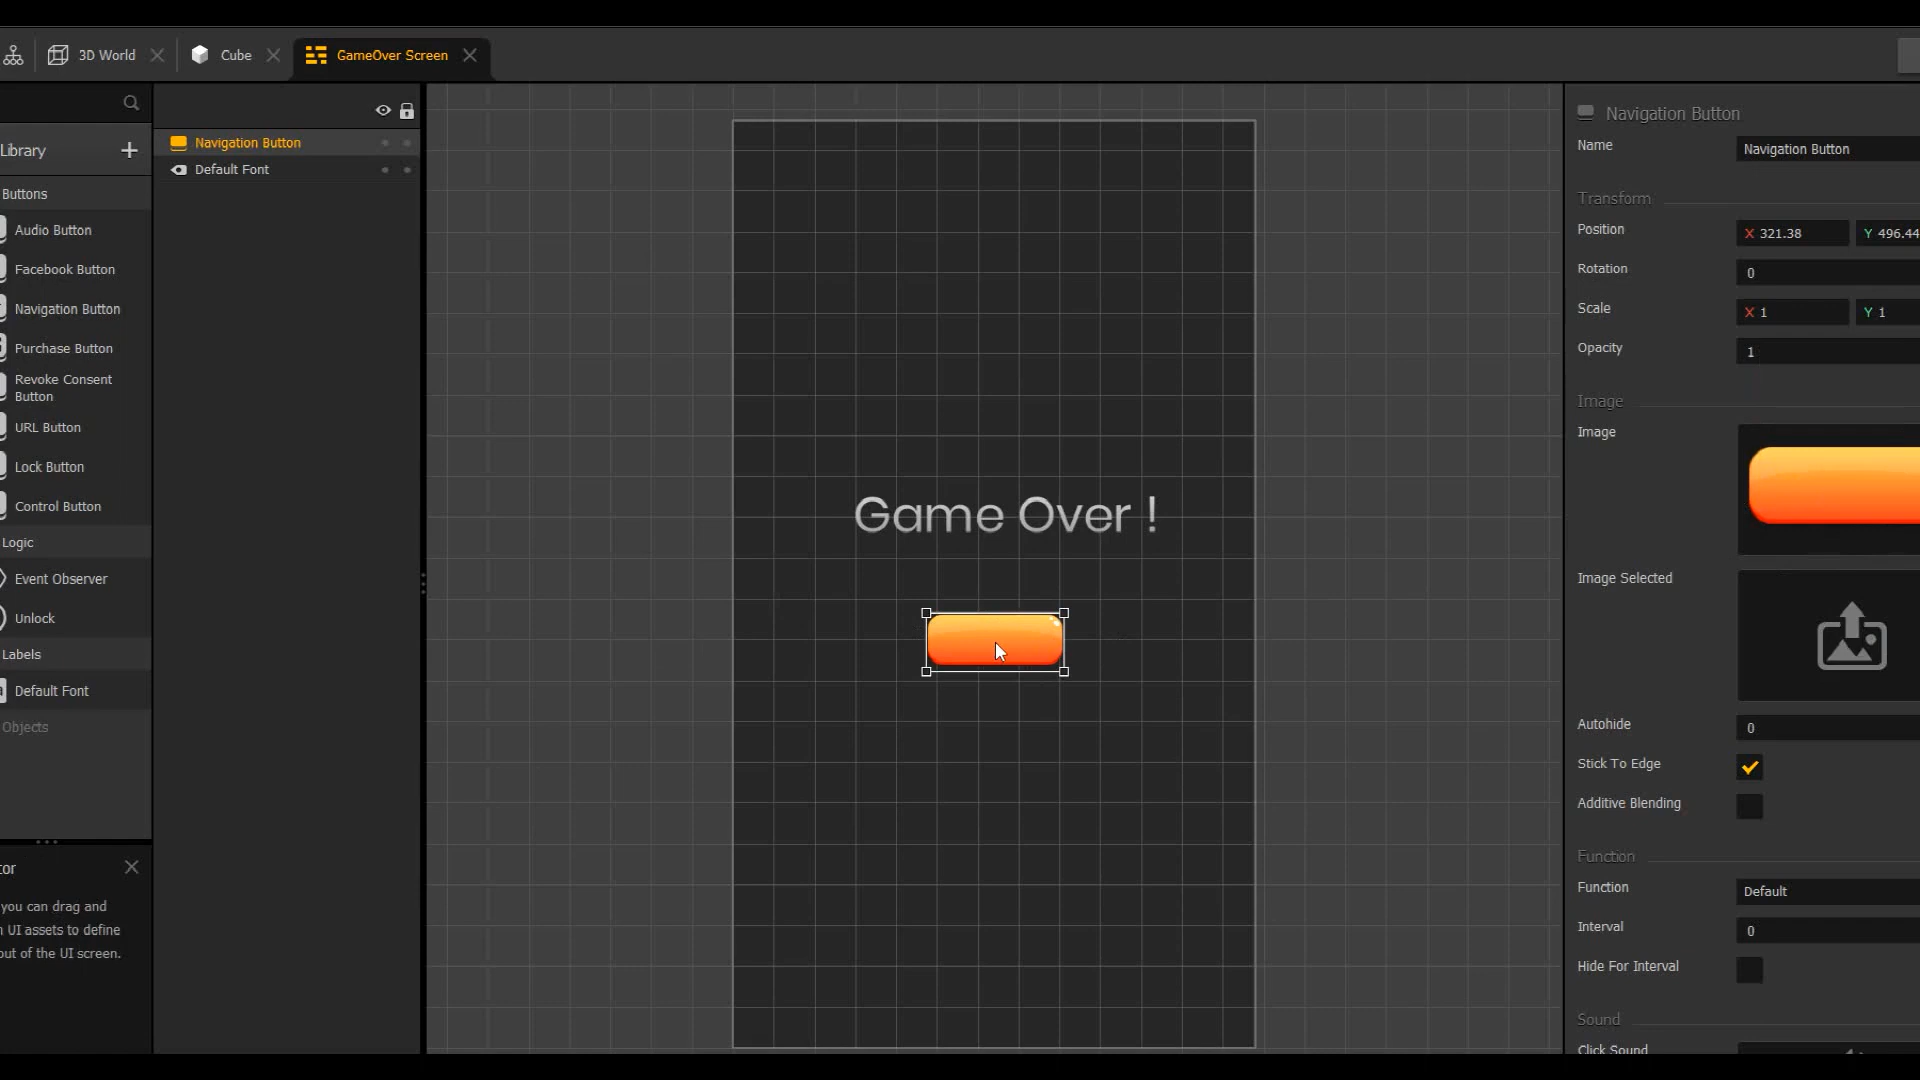 3D World
Cube
GameOver Screen
Library
Buttons
Audio Button
Facebook Button
Navigation Button
Purchase Button
Revoke Consent
Button
URL Button
Lock Button
Control Button
Logic
Event Observer
Unlock
Labels
Default Font
Objects
tor
you can drag and
UI assets to define
out of the UI screen.
Navigation Button
Default Font
Game Over !
Navigation Button
Name
Navigation Button
Transform
Position
X 321.38
Y 496.44
Rotation
0
Scale
X 1
Y 1
Opacity
1
Image
Image
Image Selected
Autohide
0
Stick To Edge
Additive Blending
Function
Function
Default
Interval
0
Hide For Interval
Sound
Click Sound